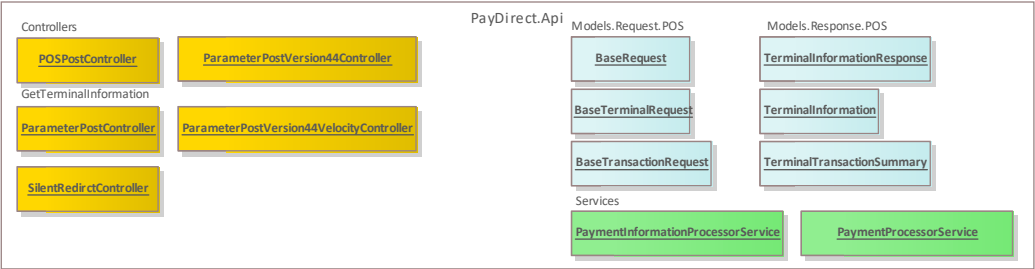 PayDirect.Api
Controllers
POSPostController
ParameterPostVersion44Controller
GetTerminalInformation
ParameterPostController
ParameterPostVersion44VelocityController
SilentRedirctController
Models.Request.POS
BaseRequest
BaseTerminalRequest
BaseTransactionRequest
Models.Response.POS
TerminalInformationResponse
TerminalInformation
TerminalTransactionSummary
Services
PaymentInformationProcessorService
PaymentProcessorService